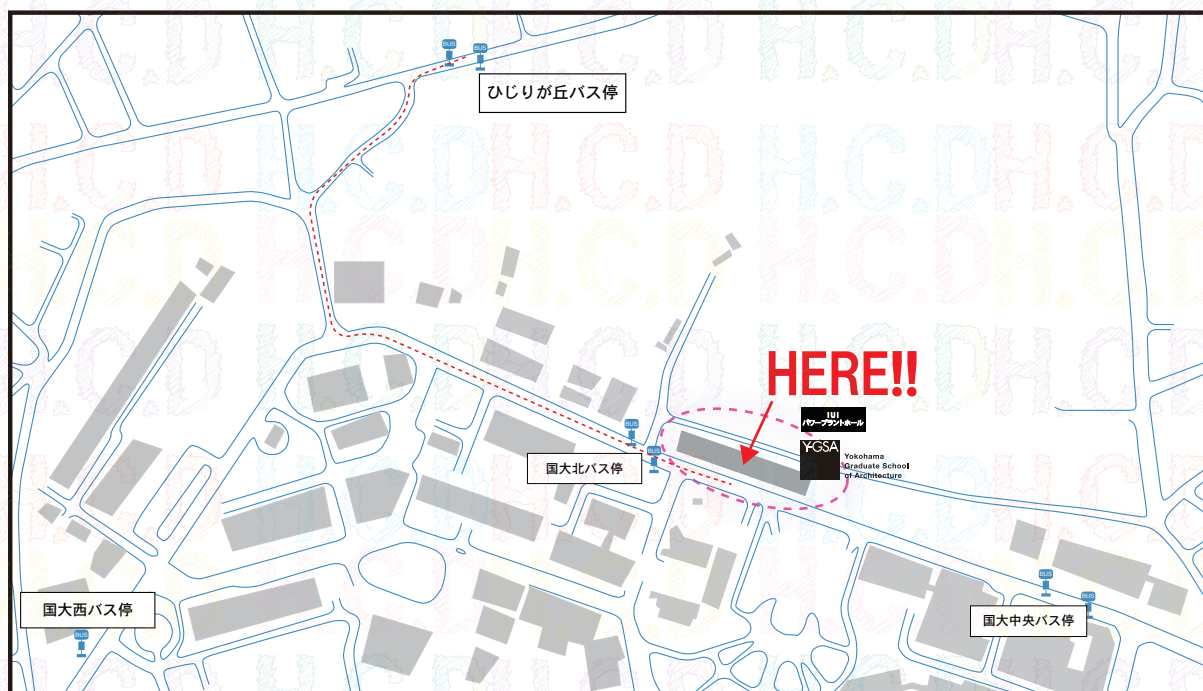 BUS
BUS
ひじりが丘バス停
HERE!!
IUI
パワープラントホール
Y-GSA
Yokohama
Graduate School
of Architecture
BUS
BUS
国大北バス停
BUS
BUS
国大中央バス停
国大西バス停
BUS
H.C.D